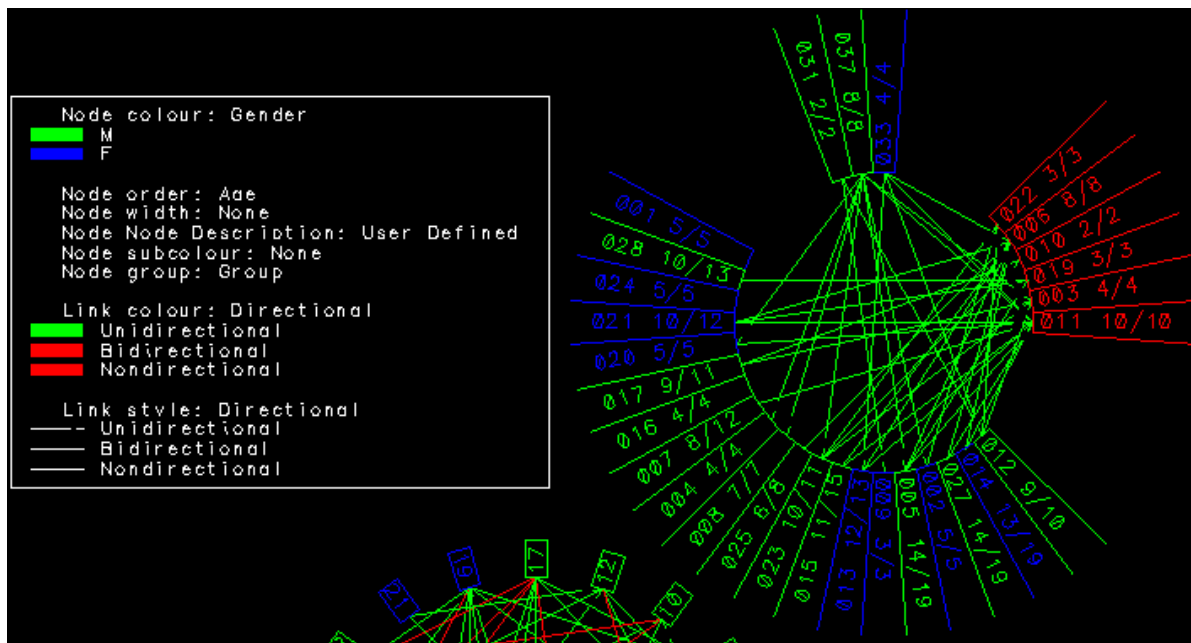 Node colour: Gender
M
F
Node order: Age
Node width: None
Node Node Description: User Defined
Node subcolour: None
Node group: Group
Link colour: Directional
Unidirectional
Bidirectional
Nondirectional
Link style: Directional
Unidirectional
Bidirectional
Nondirectional
031 2/2
037 8/8
033 4/4
022 3/3
006 8/8
010 2/2
019 3/3
003 4/4
011 10/10
001 5/5
028 10/13
024 5/5
021 10/12
020 5/5
017 9/11
016 4/4
007 8/12
004 4/4
008 7/7
025 6/8
023 10/17
015 11/15
013 12/13
009 3/3
005 14/19
002 5/5
027 14/19
014 13/19
012 9/10
21
17
12
10